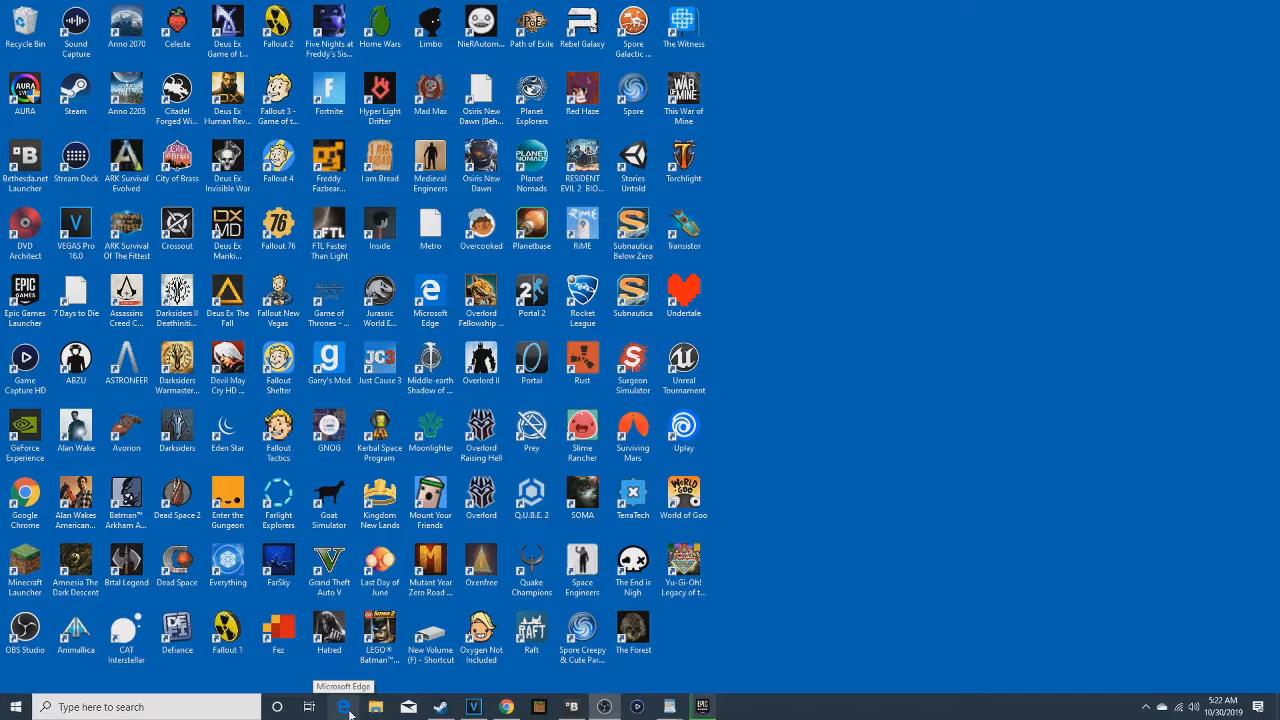 Recycle Bin
Sound
Capture
Anno 2070
Celeste
Deus Ex
Game of t...
Fallout 2
Five Nights at
Freddy's Sis...
Home Wars
Limbo
NieRAutom...
Path of Exile
Rebel Galaxy
Spore
Galactic ...
The Witness
AURA
Steam
Anno 2205
Citadel
Forged Wi...
Deus Ex
Human Rev...
Fallout 3 -
Game of t...
Fortnite
Hyper Light
Drifter
Mad Max
Osiris New
Dawn (Beh...
Planet
Explorers
Red Haze
Spore
This War of
Mine
Bethesda.net
Launcher
Stream Deck
ARK Survival
Evolved
City of Brass
Deus Ex
Invisible War
Fallout 4
Freddy
Fazbear...
I am Bread
Medieval
Engineers
Osiris New
Dawn
Planet
Nomads
RESIDENT
EVIL 2 BIO...
Stories
Untold
Torchlight
DVD
Architect
VEGAS Pro
16.0
ARK Survival
Of The Fittest
Crossout
Deus Ex
Manki...
Fallout 76
FTL Faster
Than Light
Inside
Metro
Overcooked
Planetbase
RiME
Subnautica
Below Zero
Transistor
Epic Games
Launcher
7 Days to Die
Assassins
Creed C...
Darksiders II
Deathiniti...
Deus Ex The
Fall
Fallout New
Vegas
Game of
Thrones - ...
Jurassic
World E...
Microsoft
Edge
Overlord
Fellowship ...
Portal 2
Rocket
League
Subnautica
Undertale
Game
Capture HD
ABZU
ASTRONEER
Darksiders
Warmaster...
Devil May
Cry HD ...
Fallout
Shelter
Garry's Mod
Just Cause 3
Middle-earth
Shadow of ...
Overlord II
Portal
Rust
Surgeon
Simulator
Unreal
Tournament
GeForce
Experience
Alan Wake
Avorion
Darksiders
Eden Star
Fallout
Tactics
GNOG
Kerbal Space
Program
Moonlighter
Overlord
Raising Hell
Prey
Slime
Rancher
Surviving
Mars
Uplay
Google
Chrome
Alan Wakes
American...
Batman™
Arkham A...
Dead Space 2
Enter the
Gungeon
Farlight
Explorers
Goat
Simulator
Kingdom
New Lands
Mount Your
Friends
Overlord
Q.U.B.E. 2
SOMA
TerraTech
World of Goo
Minecraft
Launcher
Amnesia The
Dark Descent
Brtal Legend
Dead Space
Everything
FarSky
Grand Theft
Auto V
Last Day of
June
Mutant Year
Zero Road ...
Oxenfree
Quake
Champions
Space
Engineers
The End is
Nigh
Yu-Gi-Oh!
Legacy of t...
OBS Studio
Animallica
CAT
Interstellar
Defiance
Fallout 1
Fez
Hatred
LEGO®
Batman™...
New Volume
(F) - Shortcut
Oxygen Not
Included
Raft
Spore Creepy
& Cute Par...
The Forest
Microsoft Edge
Type here to search
5:22 AM
10/30/2019